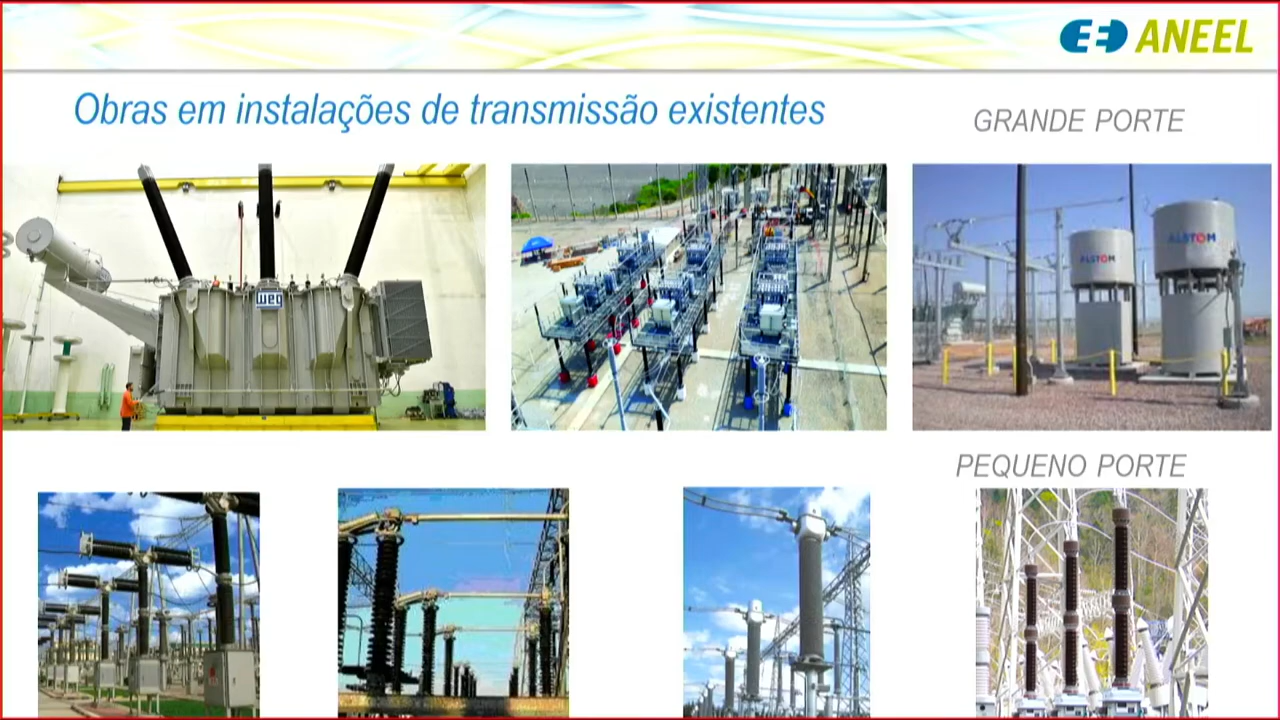 ANEEL
Obras em instalações de transmissão existentes
GRANDE PORTE
WEG
ALSTOM
ALSTOM
PEQUENO PORTE